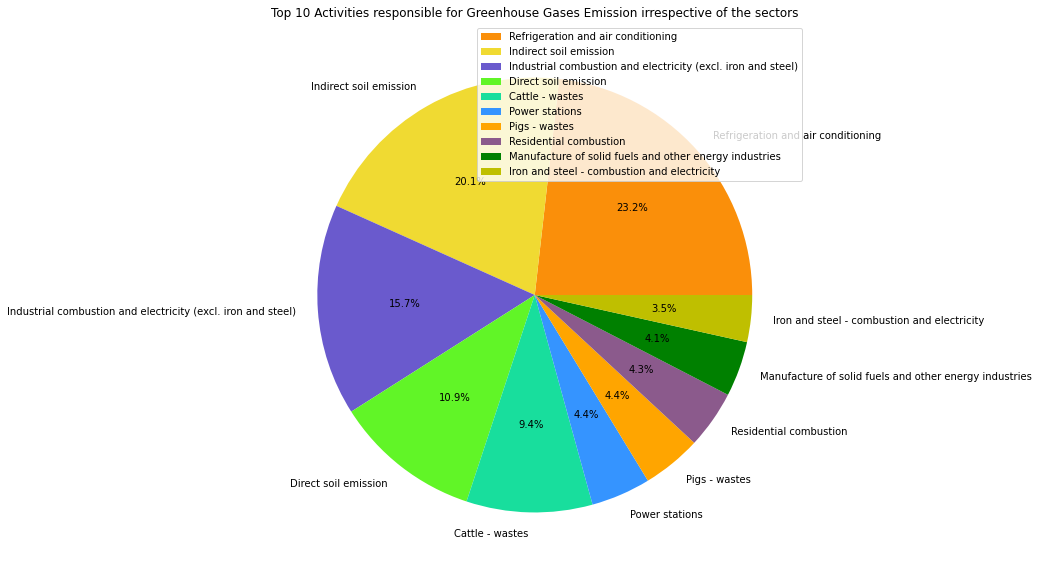 Top 10 Activities responsible for Greenhouse Gases Emission irrespective of the sectors
Refrigeration and air conditioning
Indirect soil emission
Industrial combustion and electricity (excl. iron and steel)
Direct soil emission
Cattle - wastes
Power stations
Pigs - wastes
Residential combustion
Manufacture of solid fuels and other energy industries
Iron and steel - combustion and electricity
Indirect soil emission
Refrigeration and air conditioning
20.1%
23.2%
15.7%
Industrial combustion and electricity (excl. iron and steel)
3.5%
Iron and steel - combustion and electricity
4.1%
4.3%
Manufacture of solid fuels and other energy industries
10.9%
4.4%
4.4%
9.4%
Residential combustion
Direct soil emission
Pigs - wastes
Power stations
Cattle - wastes